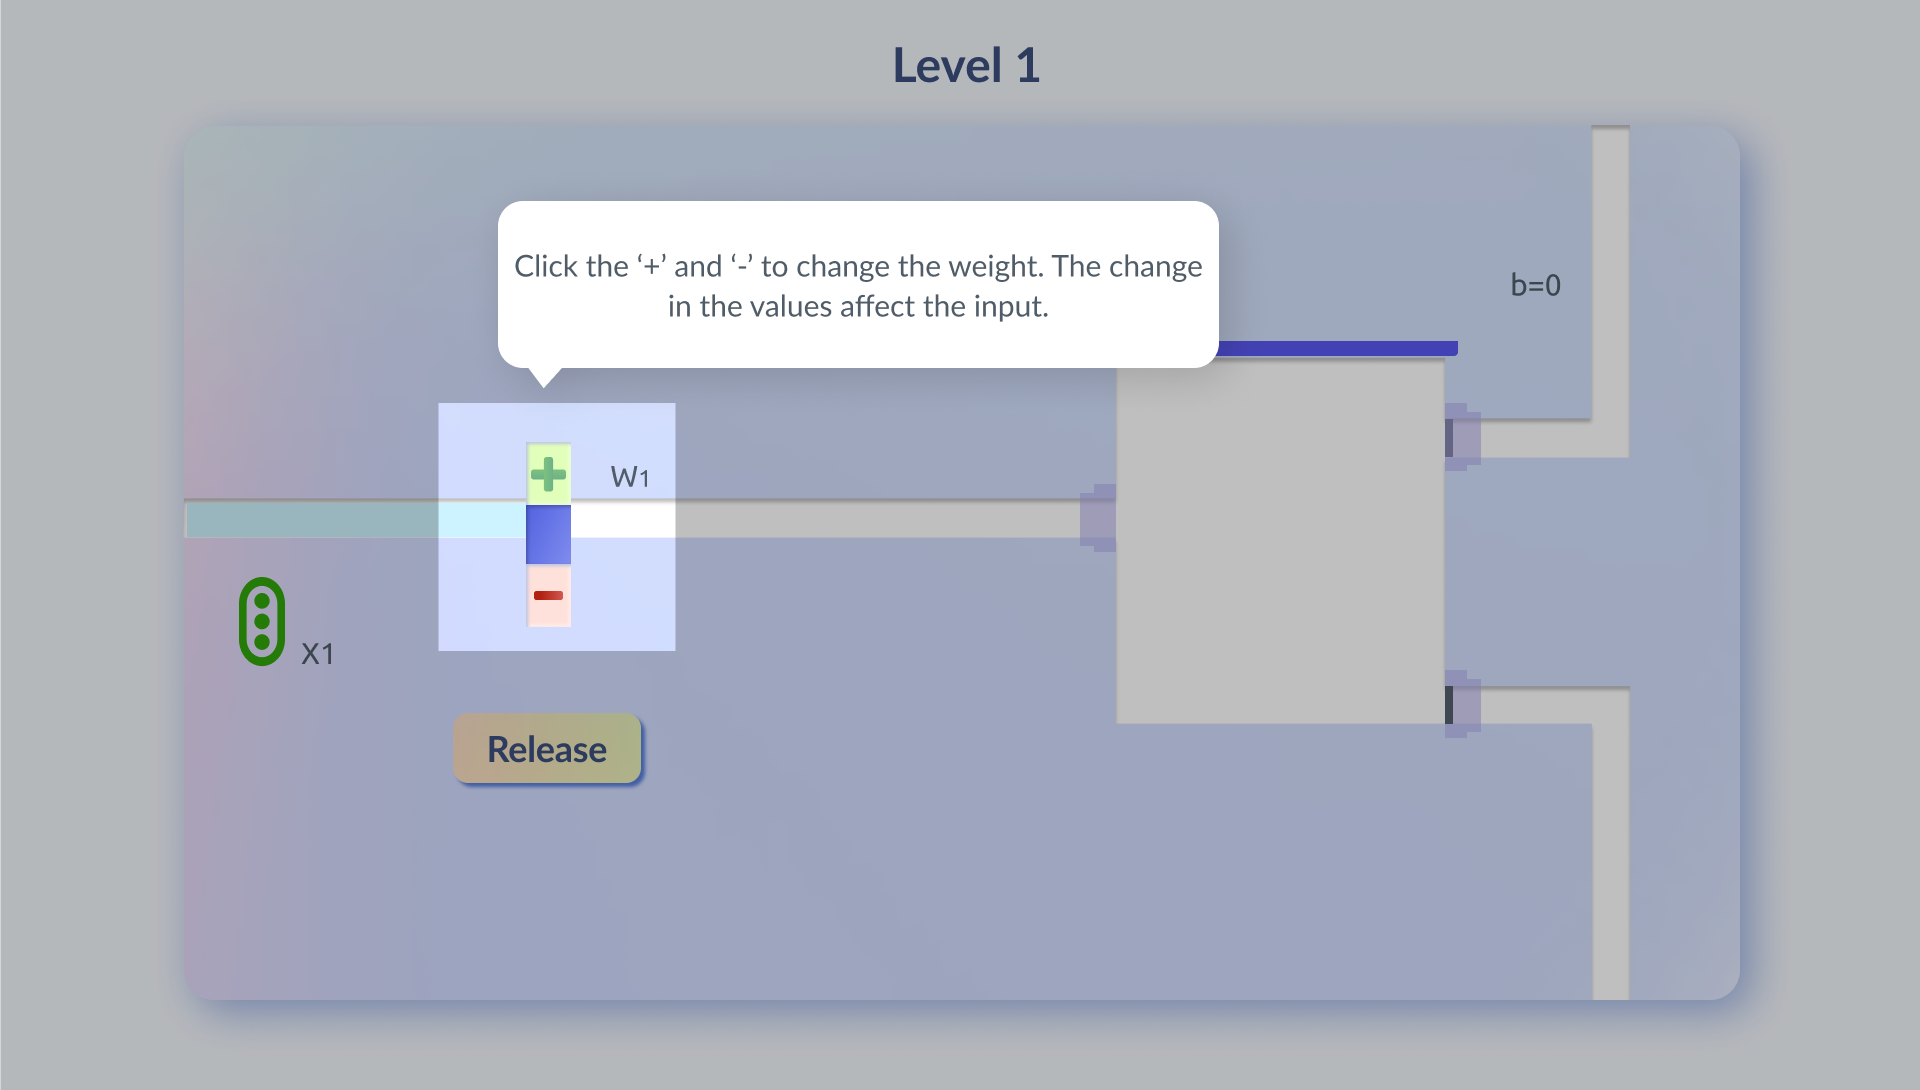 Level 1
Click the ‘+’ and ‘-’ to change the weight. The change
in the values affect the input.
b=0
W1
X1
Release